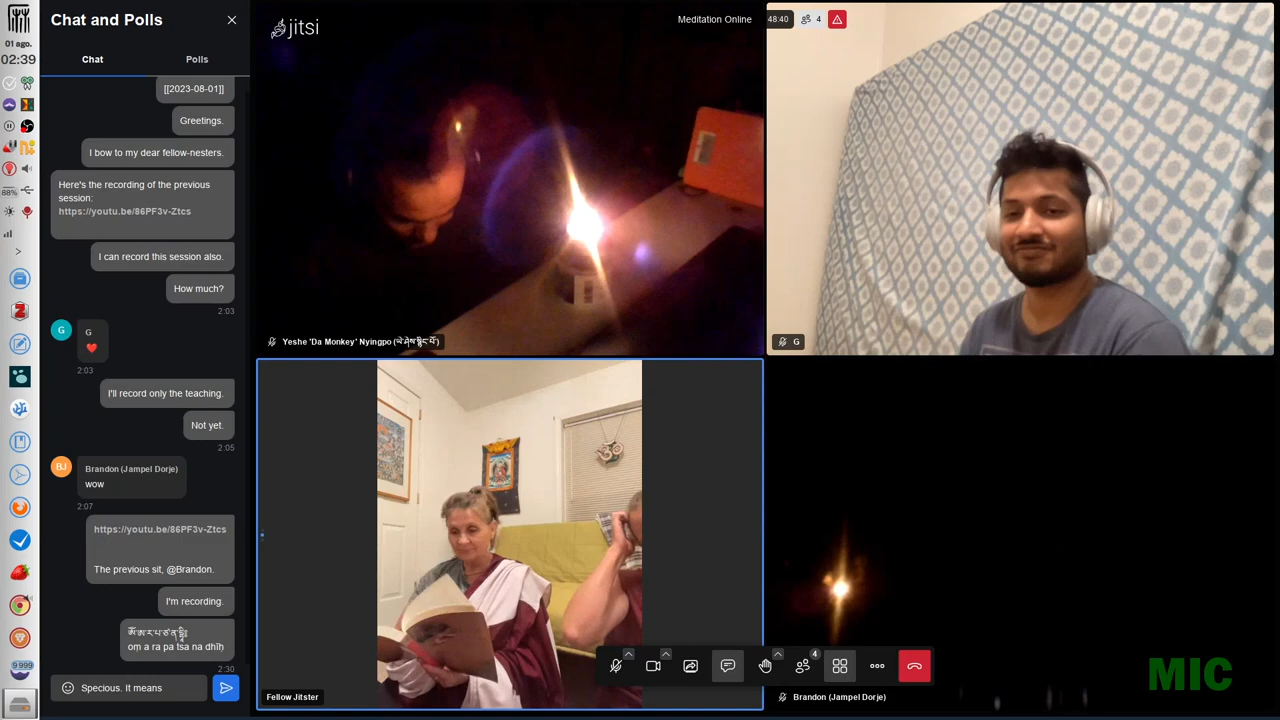 01 ago.
02:39
88%
9 999
Chat and Polls
Chat
Polls
[[2023-08-01]]
Greetings.
I bow to my dear fellow-nesters.
Here's the recording of the previous
session:
https://youtu.be/86PF3v-Ztcs
I can record this session also.
How much?
2:03
G
G
2:03
I'll record only the teaching.
Not yet.
2:05
BJ
Brandon (Jampel Dorje)
wow
2:07
https://youtu.be/86PF3v-Ztcs
The previous sit, @Brandon.
I'm recording.
ༀ་ཨ་ར་པ་ཙ་ན་དྷཱིཿ
oṃ a ra pa tsa na dhīḥ
2:30
Specious. It means
jitsi
Meditation Online
48:40
4
Yeshe 'Da Monkey' Nyingpo (ཡེ་ཤེས་སྙིང་པོ་)
G
Fellow Jitster
4
Brandon (Jampel Dorje)
MIC